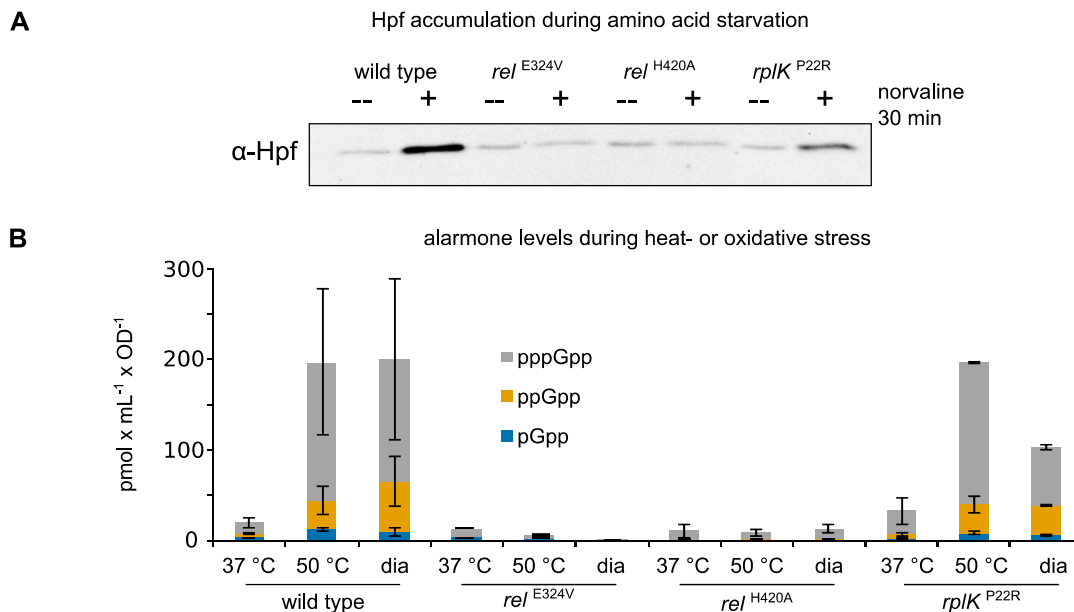 A
Hpf accumulation during amino acid starvation
wild type rel E324V rel H420A rplK P22R
-- + -- + -- + -- + norvaline
30 min
α-Hpf
B
alarmone levels during heat- or oxidative stress
pmol x mL-1 x OD-1
300
200
100
0
pppGpp
ppGpp
pGpp
37 °C 50 °C dia 37 °C 50 °C dia 37 °C 50 °C dia 37 °C 50 °C dia
wild type rel E324V rel H420A rplK P22R